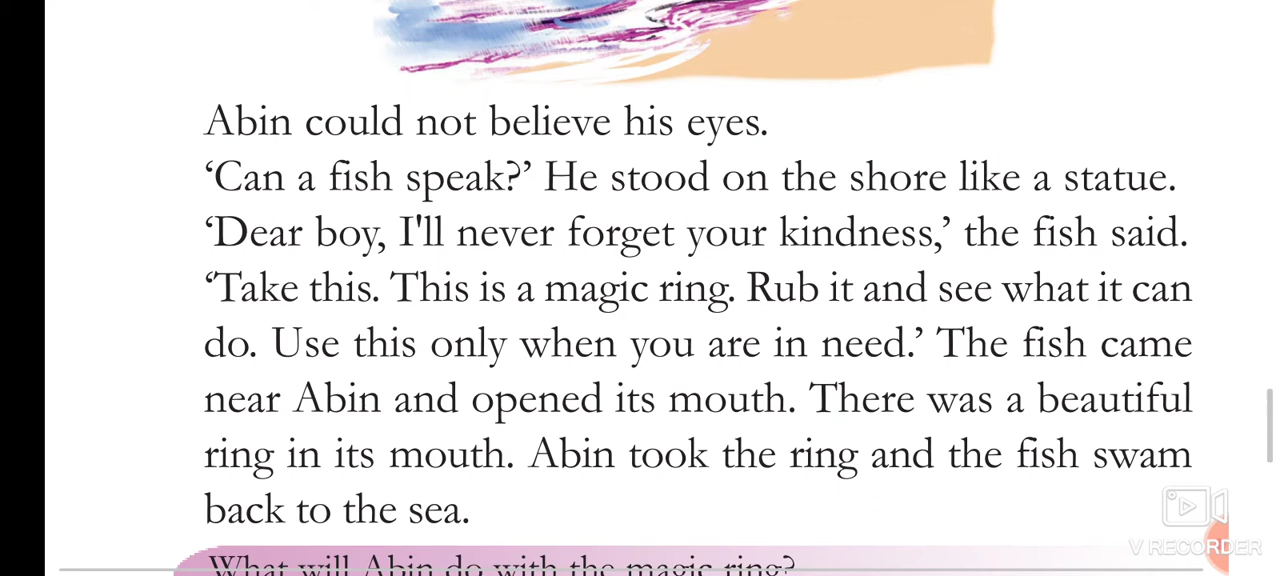 Abin could not believe his eyes.
‘Can a fish speak?’ He stood on the shore like a statue.
‘Dear boy, I'll never forget your kindness,’ the fish said.
‘Take this. This is a magic ring. Rub it and see what it can
do. Use this only when you are in need.’ The fish came
near Abin and opened its mouth. There was a beautiful
ring in its mouth. Abin took the ring and the fish swam
back to the sea.
V RECORDER
What will Abin do with the magic ring?